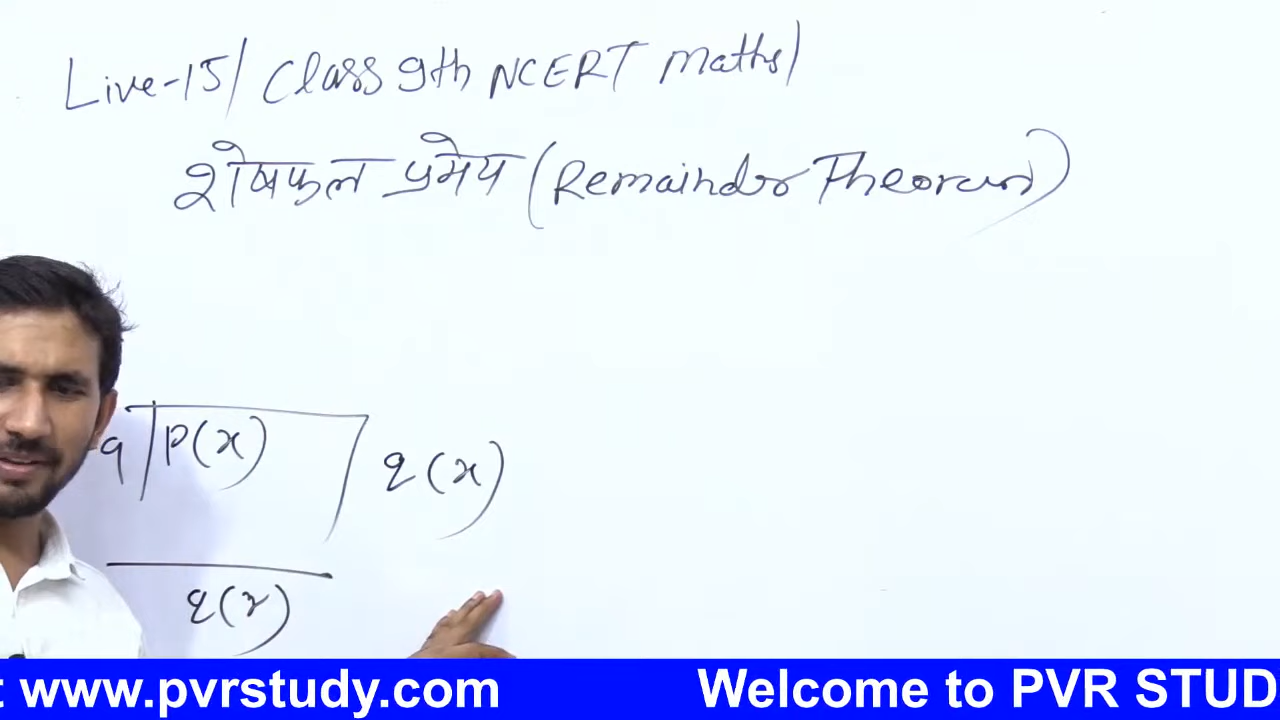 Live-15/ Class 9th NCERT Maths/
शेषफल प्रमेय (Remainder Theorem)
a P(x) q(x)
q(r)
www.pvrstudy.com Welcome to PVR STUD